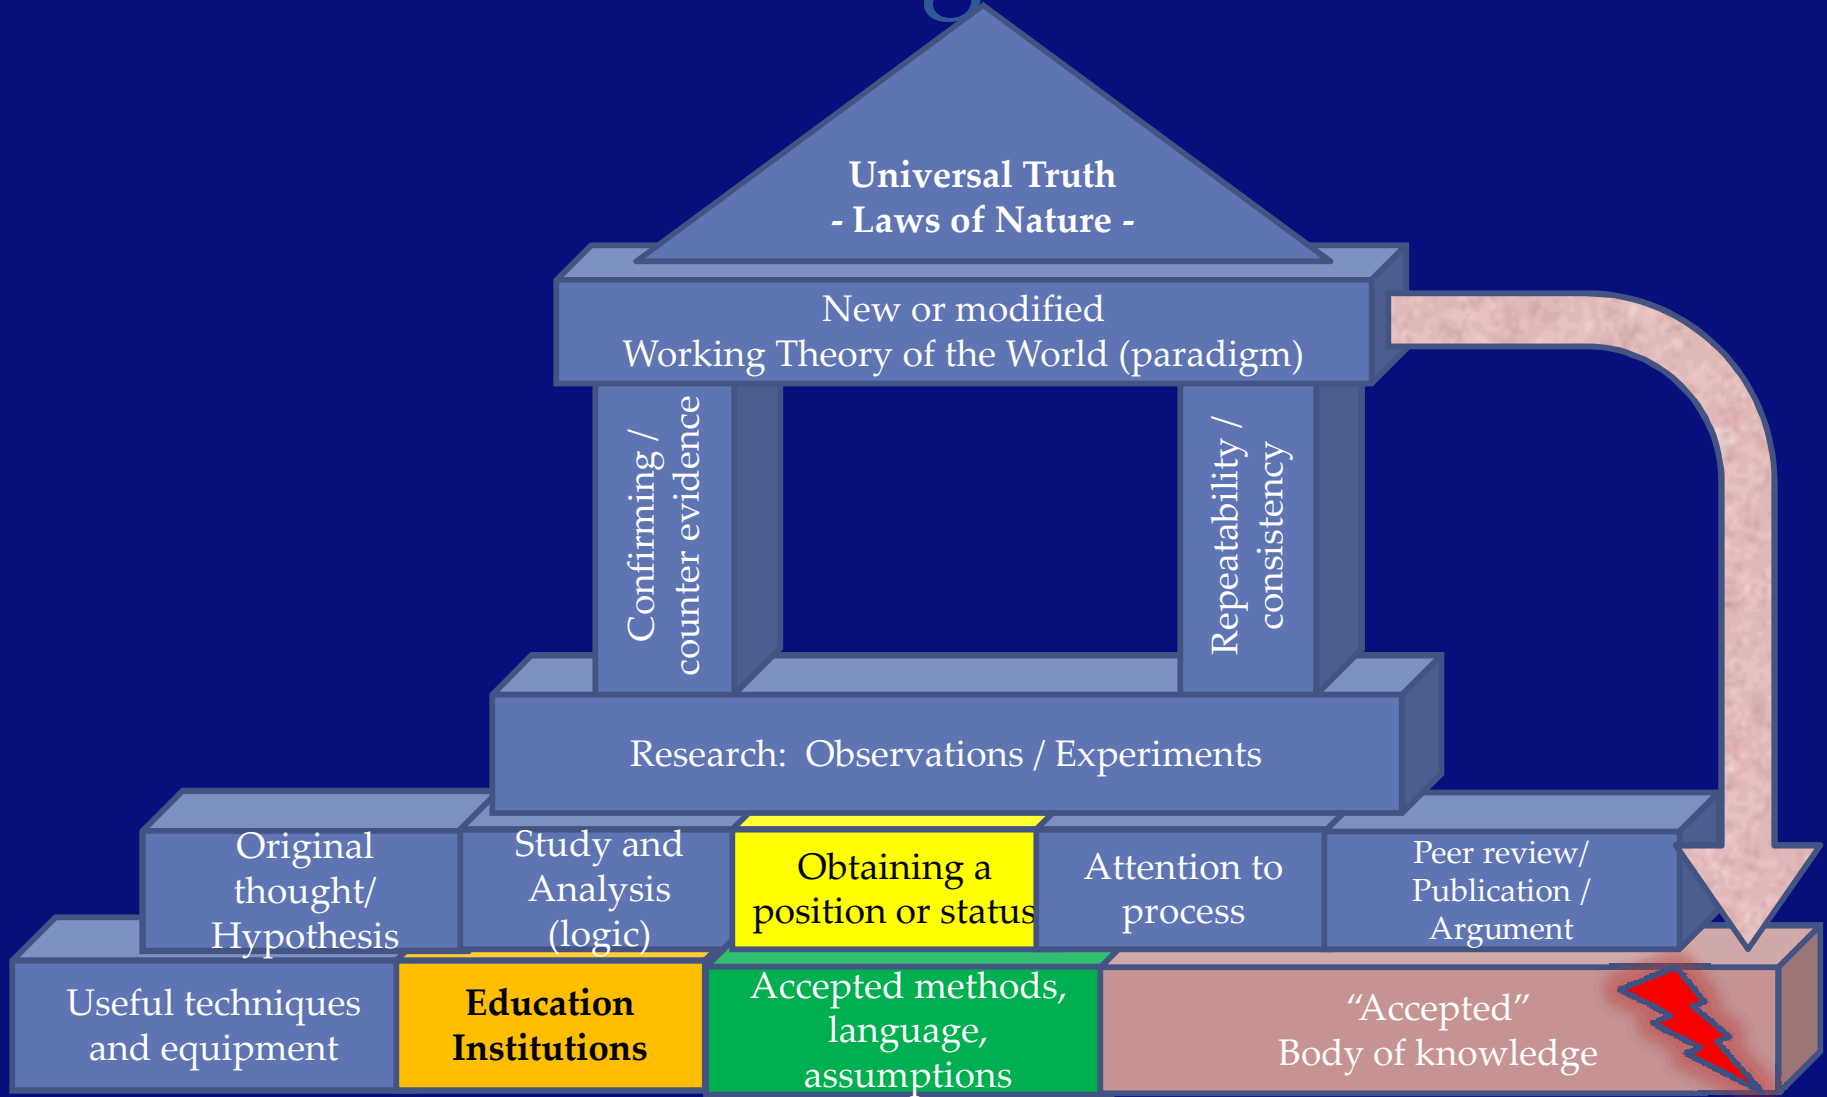 Universal Truth
- Laws of Nature -
New or modified
Working Theory of the World (paradigm)
Confirming /
counter evidence
Repeatability /
consistency
Research: Observations / Experiments
Original
thought/
Hypothesis
Study and
Analysis
(logic)
Obtaining a
position or status
Attention to
process
Peer review/
Publication /
Argument
Useful techniques
and equipment
Education
Institutions
Accepted methods,
language,
assumptions
“Accepted”
Body of knowledge